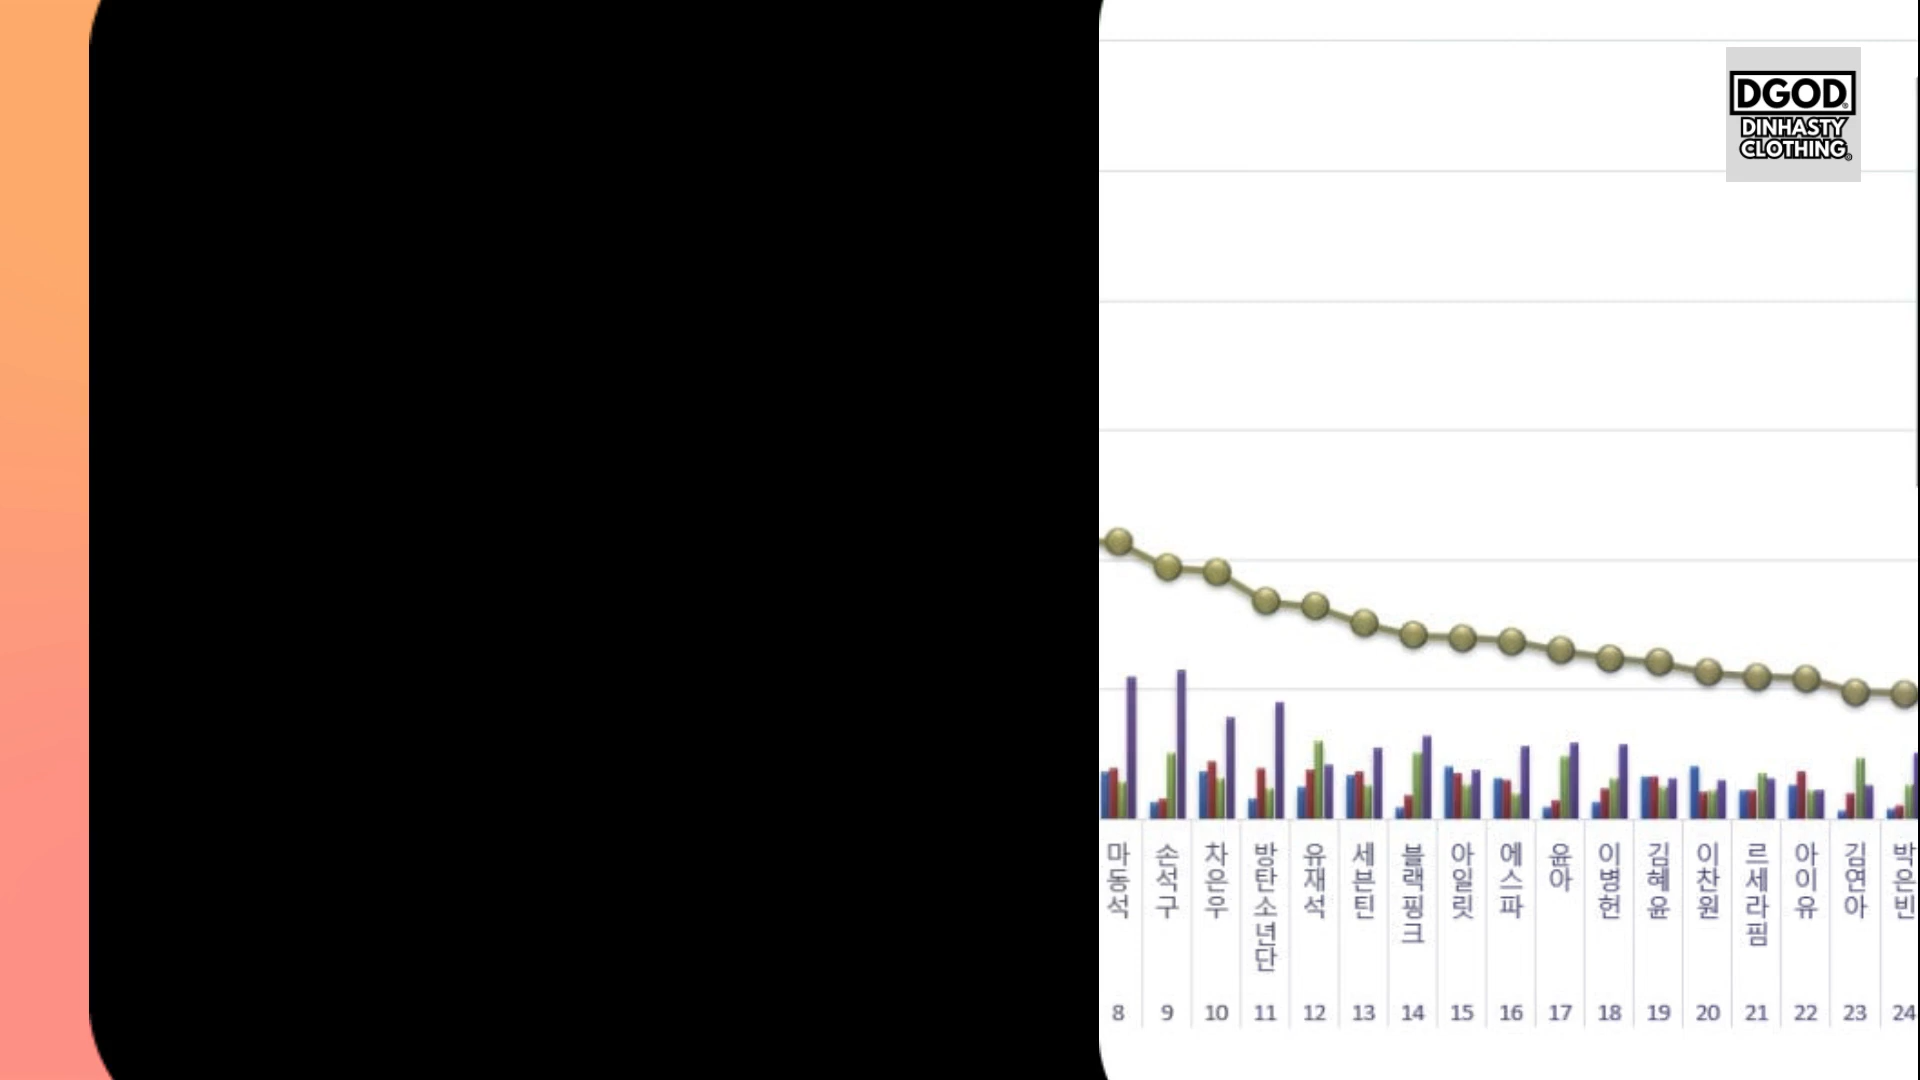 DGOD
DINHASTY
CLOTHING
마동석
손석구
차은우
방탄소년단
유재석
세븐틴
블랙핑크
아일릿
에스파
윤아
이병헌
김혜윤
이찬원
르세라핌
아이유
김연아
박은빈
8 9 10 11 12 13 14 15 16 17 18 19 20 21 22 23 24